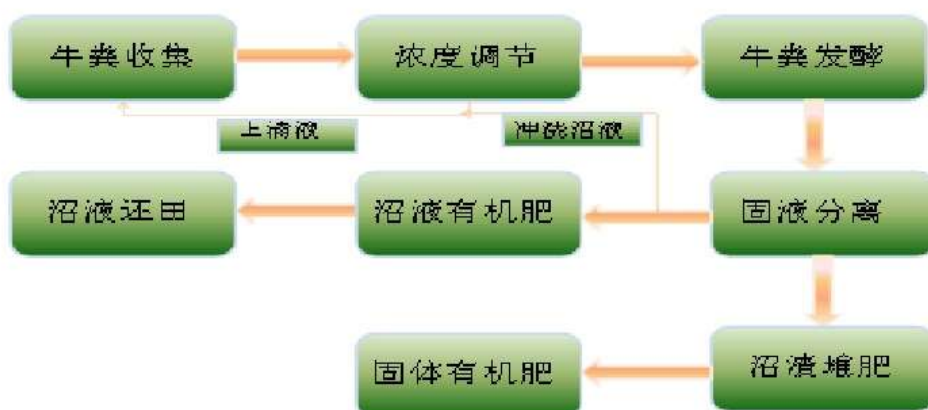 牛粪收集
浓度调节
牛粪发酵
上清液
冲洗沼液
沼液还田
沼液有机肥
固液分离
固体有机肥
沼渣堆肥